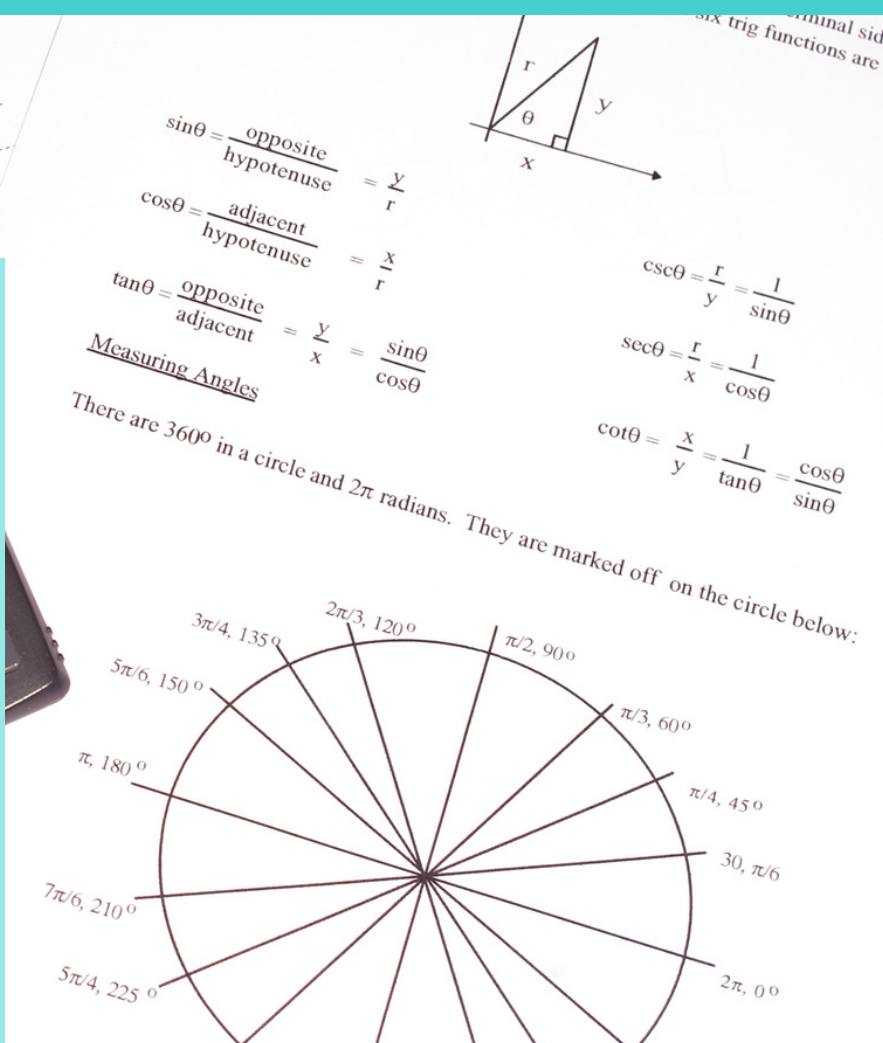 six trig functions are
r
y
θ
x
sinθ = opposite/hypotenuse = y/r
cosθ = adjacent/hypotenuse = x/r
tanθ = opposite/adjacent = y/x = sinθ/cosθ
cscθ = r/y = 1/sinθ
secθ = r/x = 1/cosθ
cotθ = x/y = 1/tanθ = cosθ/sinθ
Measuring Angles
There are 360º in a circle and 2π radians. They are marked off on the circle below:
2π/3, 120º
π/2, 90º
3π/4, 135º
π/3, 60º
5π/6, 150º
π/4, 45º
π, 180º
30, π/6
7π/6, 210º
2π, 0º
5π/4, 225º